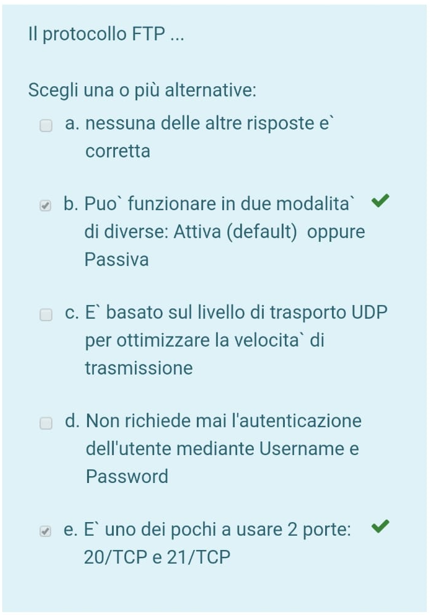 Il protocollo FTP ...
Scegli una o più alternative:
a. nessuna delle altre risposte e`
corretta
b. Puo` funzionare in due modalita`
di diverse: Attiva (default) oppure
Passiva
c. E` basato sul livello di trasporto UDP
per ottimizzare la velocita` di
trasmissione
d. Non richiede mai l'autenticazione
dell'utente mediante Username e
Password
e. E` uno dei pochi a usare 2 porte:
20/TCP e 21/TCP